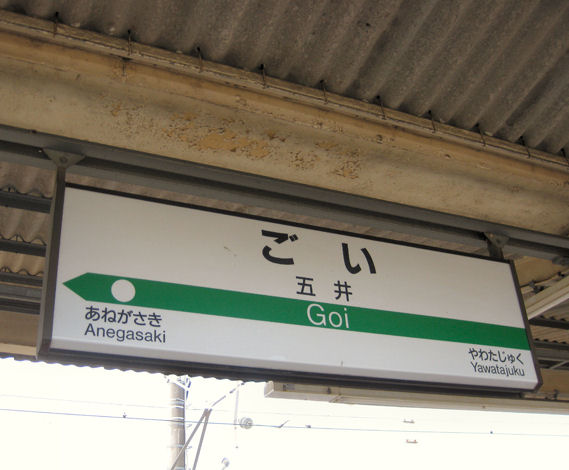 ごい
五井
Goi
あねがさき
Anegasaki
やわたじゅく
Yawatajuku